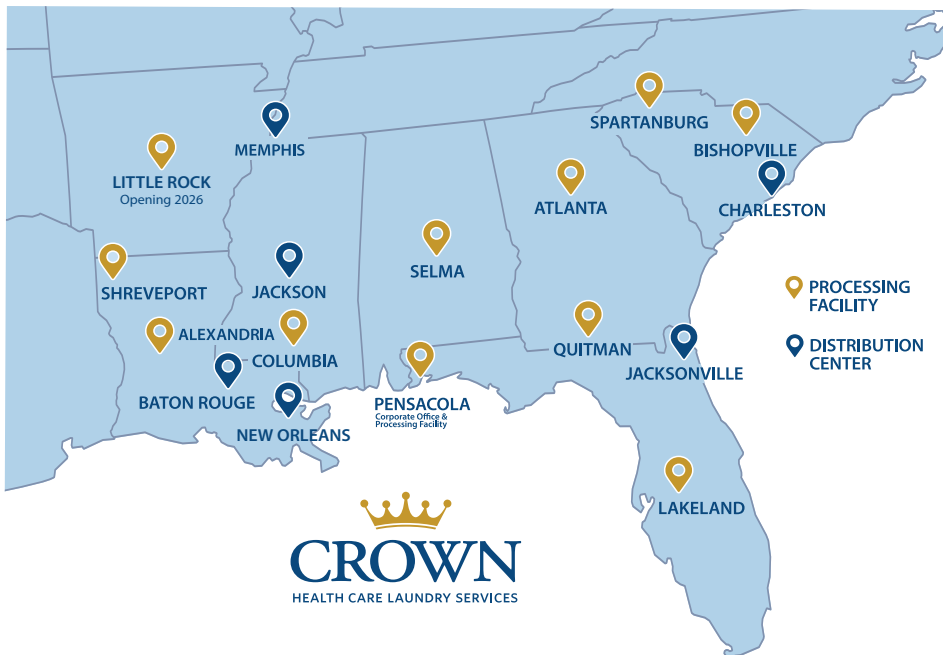 SPARTANBURG
BISHOPVILLE
MEMPHIS
LITTLE ROCK
Opening 2026
ATLANTA
CHARLESTON
SELMA
SHREVEPORT
JACKSON
PROCESSING
FACILITY
ALEXANDRIA
COLUMBIA
QUITMAN
JACKSONVILLE
DISTRIBUTION
CENTER
BATON ROUGE
NEW ORLEANS
PENSACOLA
Corporate Office &
Processing Facility
LAKELAND
CROWN
HEALTH CARE LAUNDRY SERVICES